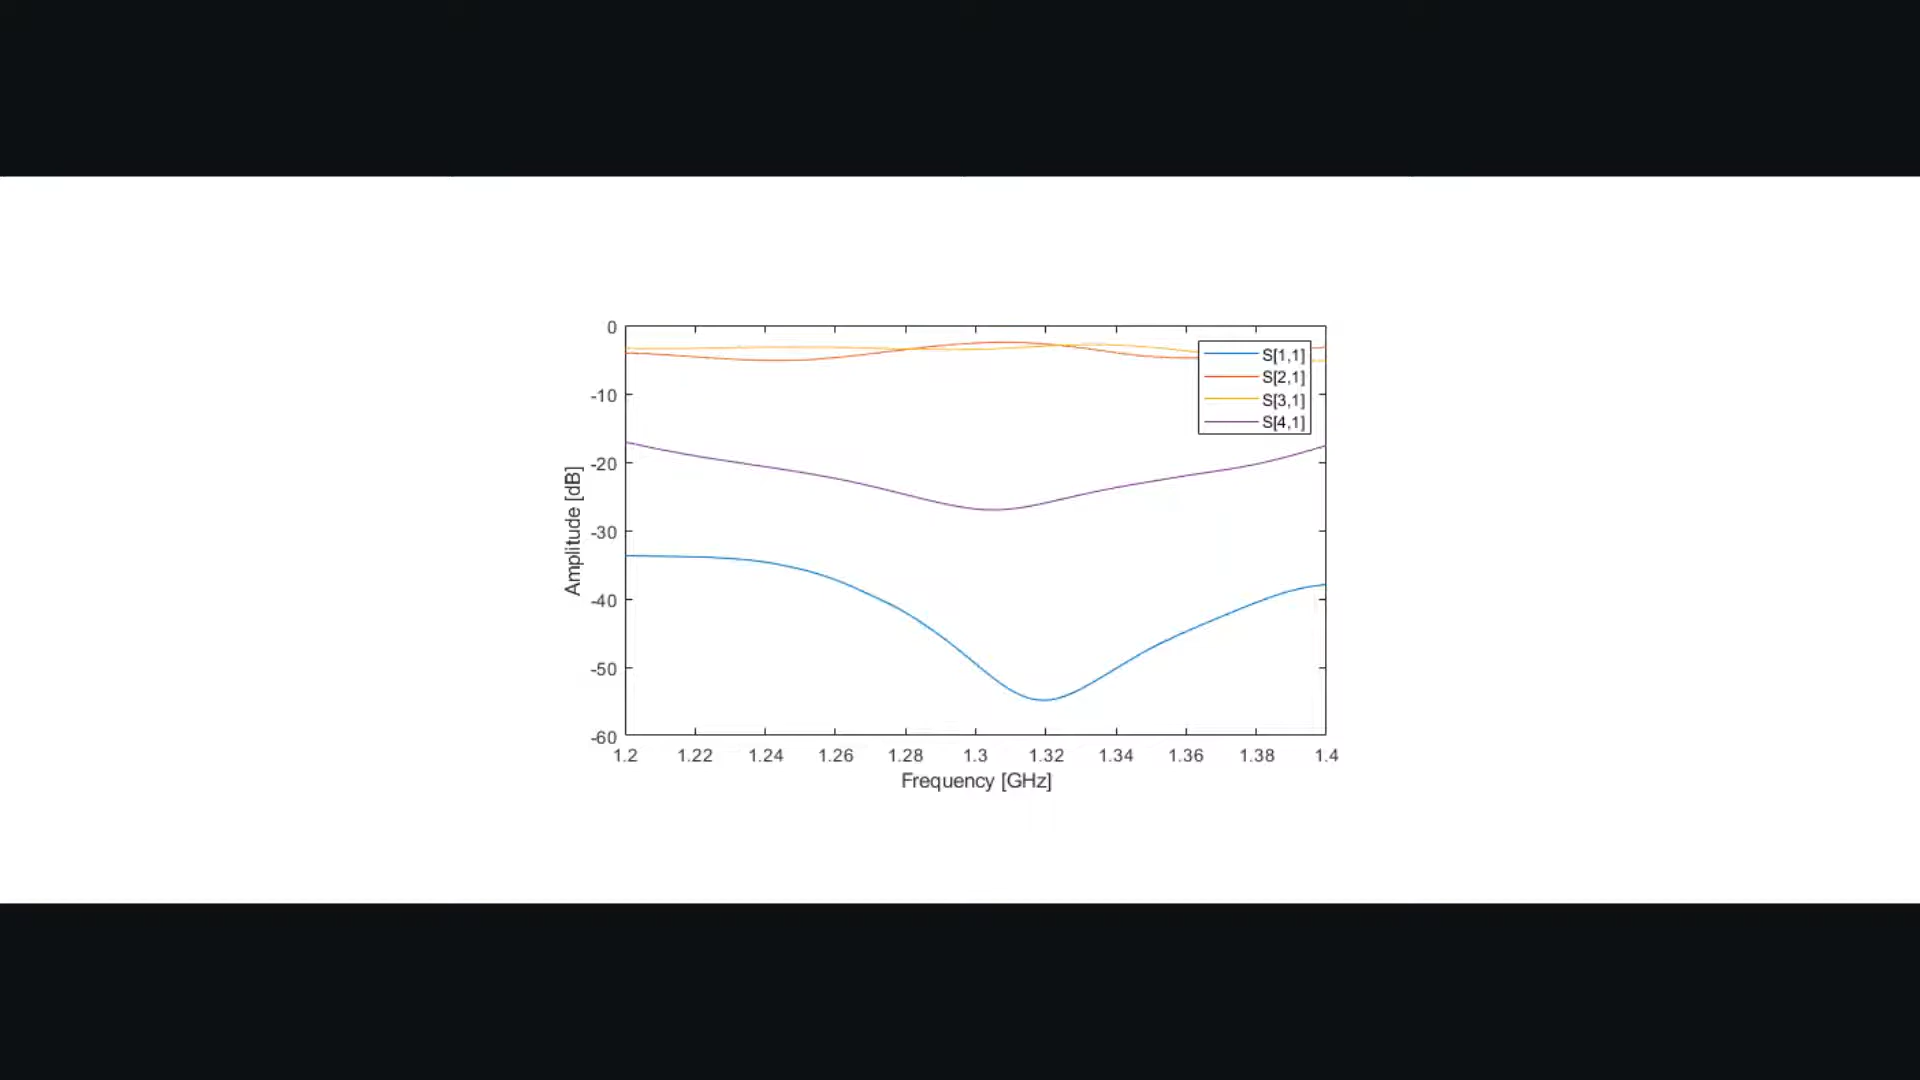 0
-10
-20
-30
-40
-50
-60
Amplitude [dB]
S[1,1]
S[2,1]
S[3,1]
S[4,1]
1.2 1.22 1.24 1.26 1.28 1.3 1.32 1.34 1.36 1.38 1.4
Frequency [GHz]